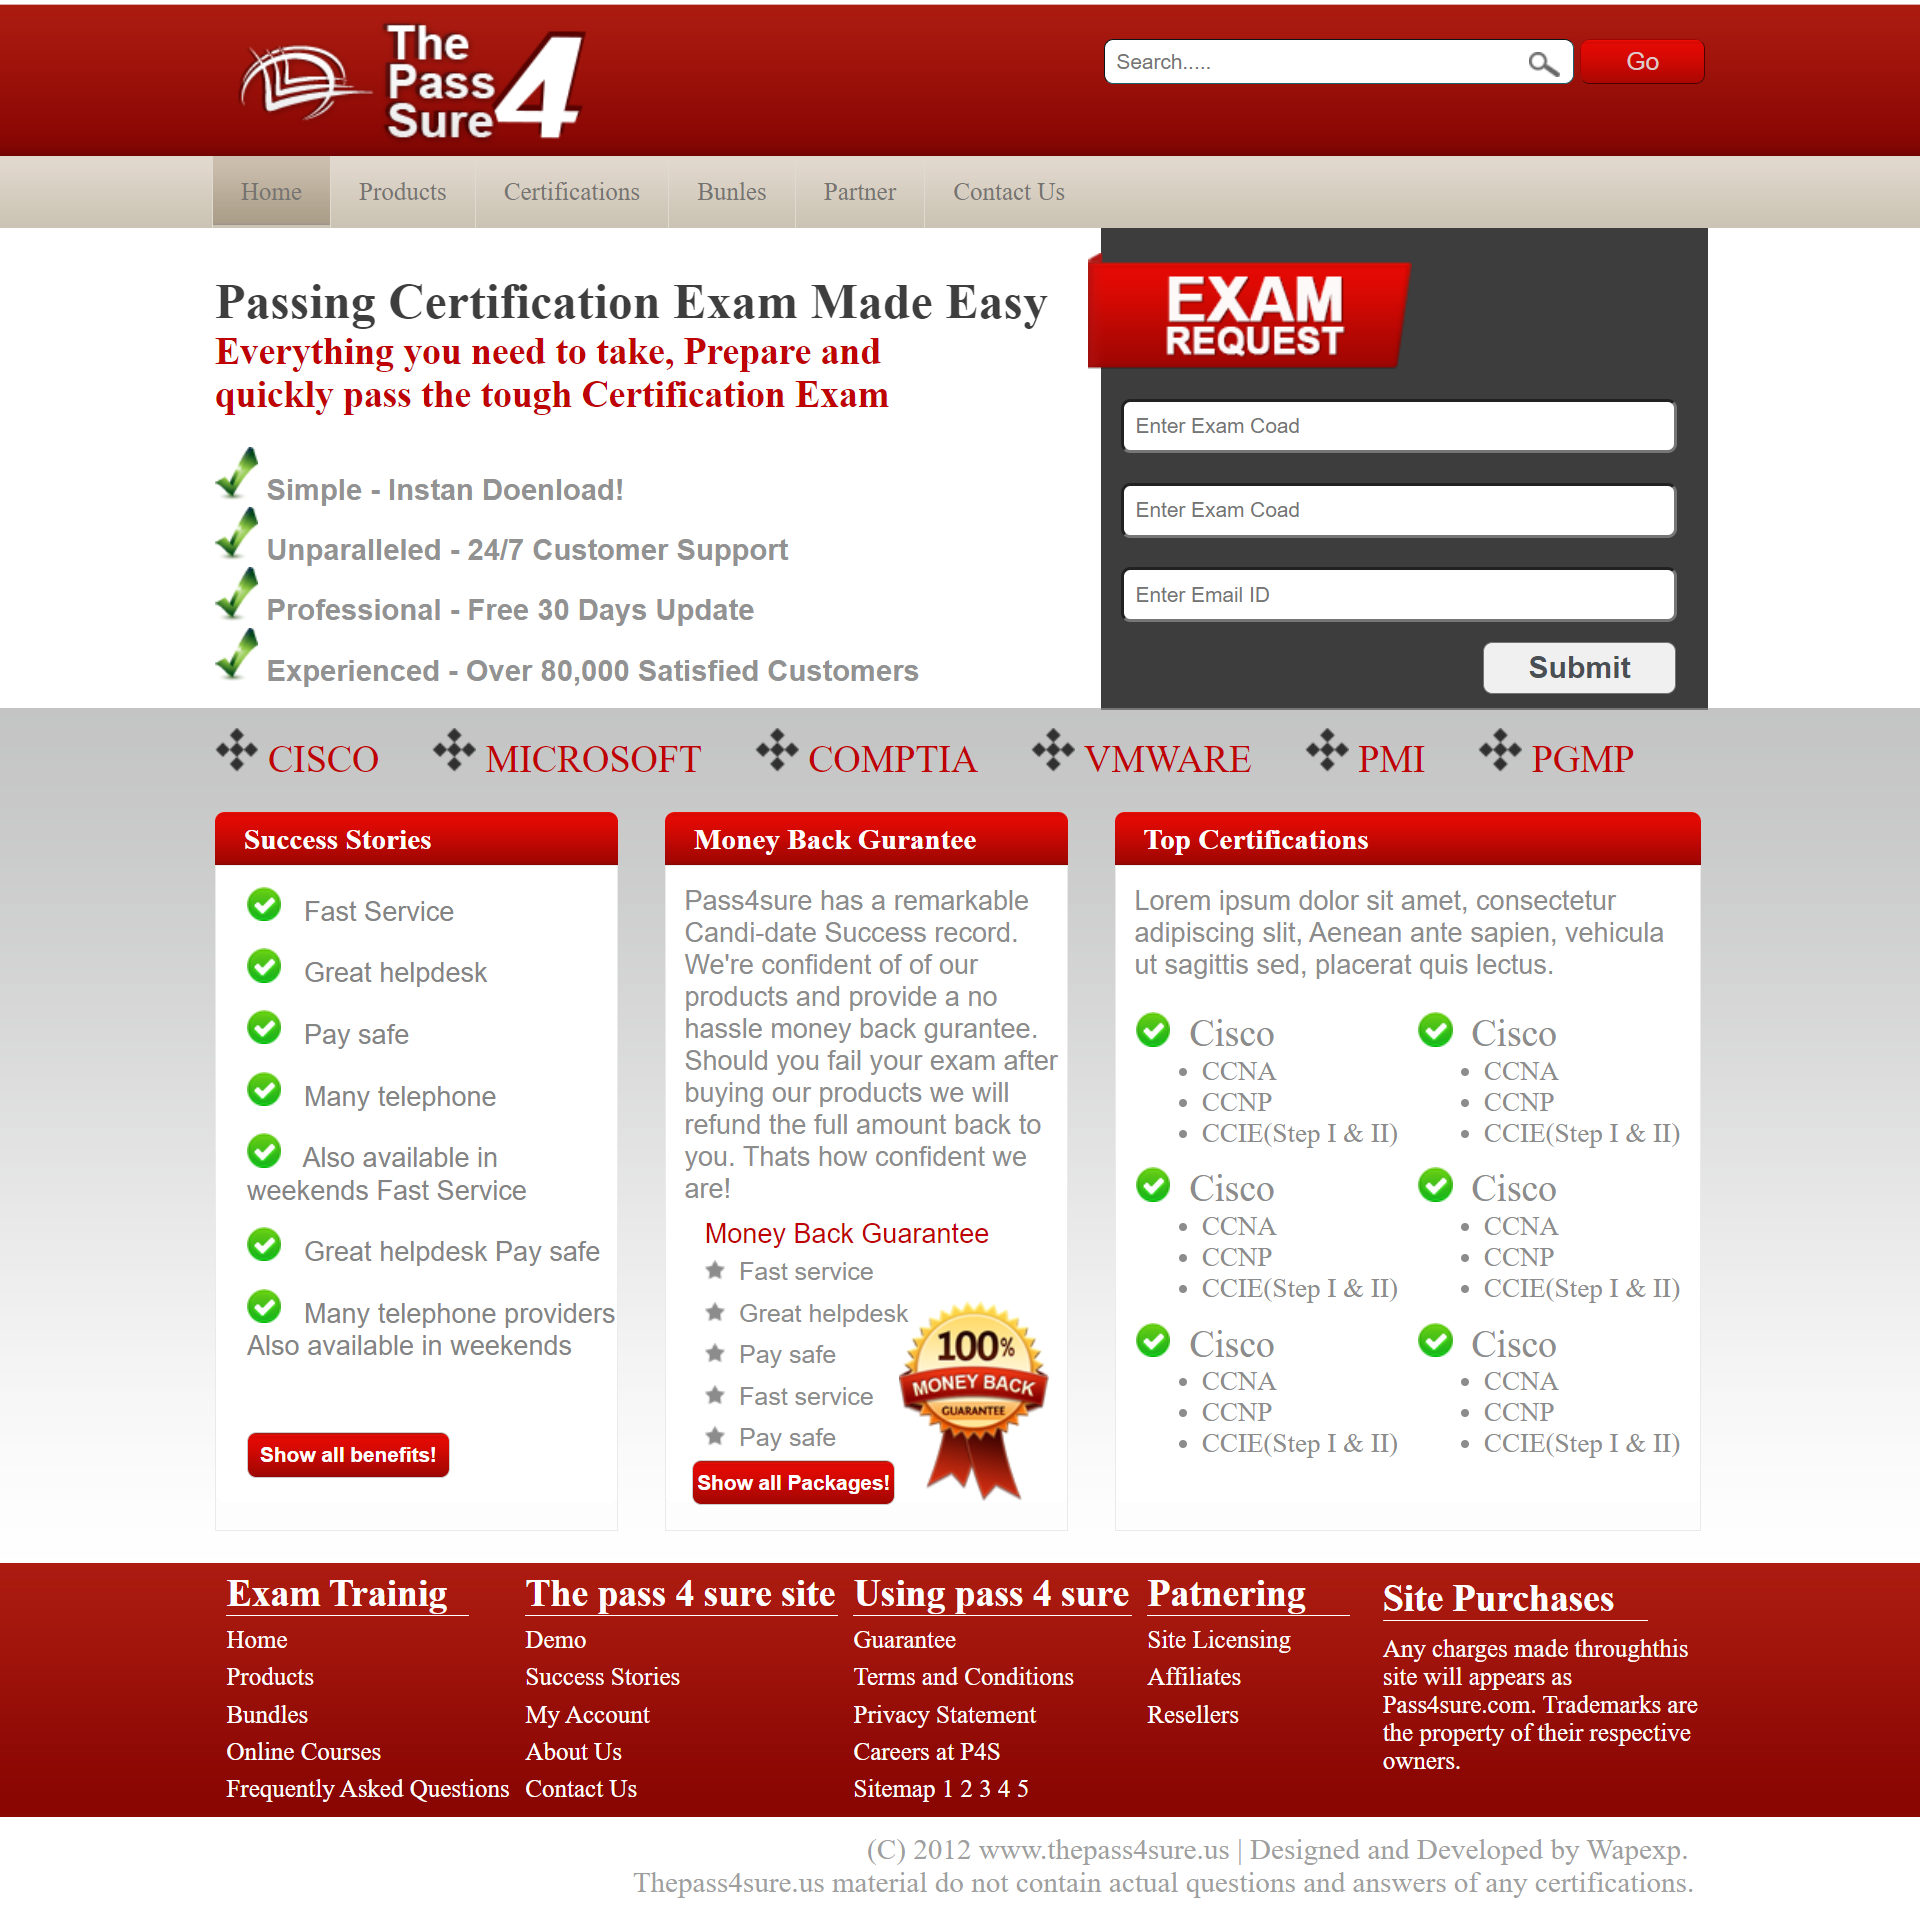 The
Pass
Sure 4
Search.....
Go
Home Products Certifications Bunles Partner Contact Us
Passing Certification Exam Made Easy
Everything you need to take, Prepare and
quickly pass the tough Certification Exam
Simple - Instan Doenload!
Unparalleled - 24/7 Customer Support
Professional - Free 30 Days Update
Experienced - Over 80,000 Satisfied Customers
EXAM
REQUEST
Enter Exam Coad
Enter Exam Coad
Enter Email ID
Submit
CISCO MICROSOFT COMPTIA VMWARE PMI PGMP
Success Stories
Fast Service
Great helpdesk
Pay safe
Many telephone
Also available in
weekends Fast Service
Great helpdesk Pay safe
Many telephone providers
Also available in weekends
Show all benefits!
Money Back Gurantee
Pass4sure has a remarkable
Candi-date Success record.
We're confident of of our
products and provide a no
hassle money back gurantee.
Should you fail your exam after
buying our products we will
refund the full amount back to
you. Thats how confident we
are!
Money Back Guarantee
Fast service
Great helpdesk
Pay safe
Fast service
Pay safe
Show all Packages!
100%
MONEY BACK
GUARANTEE
Top Certifications
Lorem ipsum dolor sit amet, consectetur
adipiscing slit, Aenean ante sapien, vehicula
ut sagittis sed, placerat quis lectus.
Cisco
CCNA
CCNP
CCIE(Step I & II)
Cisco
CCNA
CCNP
CCIE(Step I & II)
Cisco
CCNA
CCNP
CCIE(Step I & II)
Cisco
CCNA
CCNP
CCIE(Step I & II)
Cisco
CCNA
CCNP
CCIE(Step I & II)
Cisco
CCNA
CCNP
CCIE(Step I & II)
Exam Trainig
Home
Products
Bundles
Online Courses
Frequently Asked Questions
The pass 4 sure site
Demo
Success Stories
My Account
About Us
Contact Us
Using pass 4 sure
Guarantee
Terms and Conditions
Privacy Statement
Careers at P4S
Sitemap 1 2 3 4 5
Patnering
Site Licensing
Affiliates
Resellers
Site Purchases
Any charges made throughthis
site will appears as
Pass4sure.com. Trademarks are
the property of their respective
owners.
(C) 2012 www.thepass4sure.us | Designed and Developed by Wapexp.
Thepass4sure.us material do not contain actual questions and answers of any certifications.